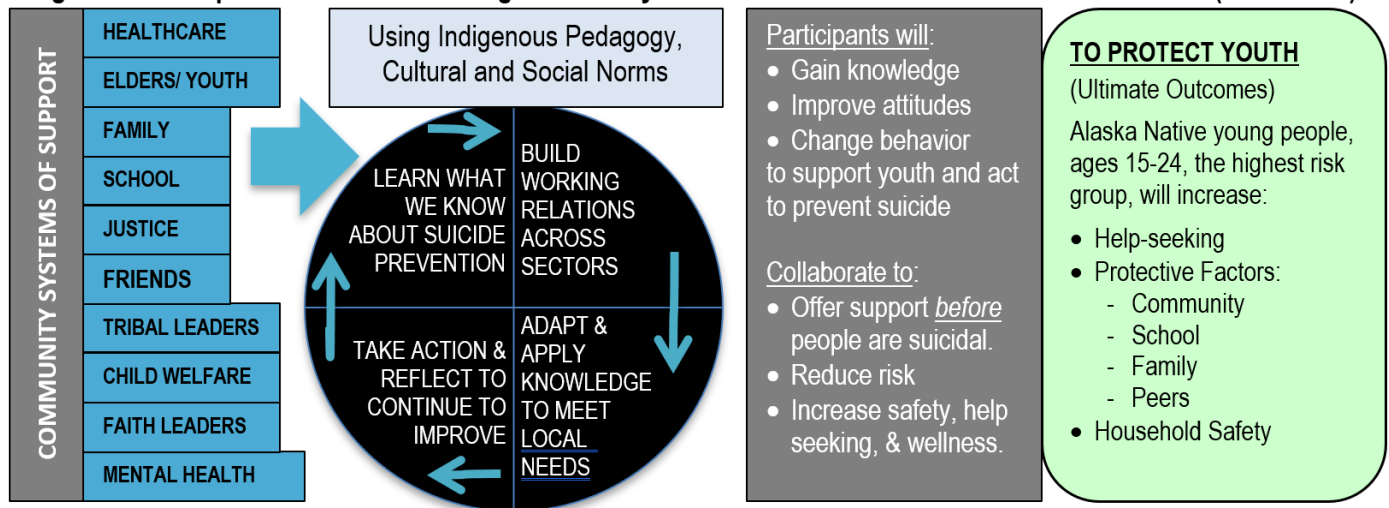 COMMUNITY SYSTEMS OF SUPPORT
HEALTHCARE
ELDERS/ YOUTH
FAMILY
SCHOOL
JUSTICE
FRIENDS
TRIBAL LEADERS
CHILD WELFARE
FAITH LEADERS
MENTAL HEALTH
Using Indigenous Pedagogy,
Cultural and Social Norms
LEARN WHAT
WE KNOW
ABOUT SUICIDE
PREVENTION
BUILD
WORKING
RELATIONS
ACROSS
SECTORS
ADAPT &
APPLY
KNOWLEDGE
TO MEET
LOCAL
NEEDS
TAKE ACTION &
REFLECT TO
CONTINUE TO
IMPROVE
Participants will:
• Gain knowledge
• Improve attitudes
• Change behavior
to support youth and act
to prevent suicide
Collaborate to:
• Offer support before
people are suicidal.
• Reduce risk
• Increase safety, help
seeking, & wellness.
TO PROTECT YOUTH
(Ultimate Outcomes)
Alaska Native young people,
ages 15-24, the highest risk
group, will increase:
• Help-seeking
• Protective Factors:
- Community
- School
- Family
- Peers
• Household Safety